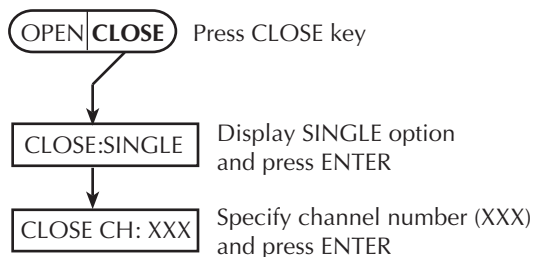 OPEN CLOSE Press CLOSE key
CLOSE:SINGLE
Display SINGLE option
and press ENTER
CLOSE CH: XXX
Specify channel number (XXX)
and press ENTER